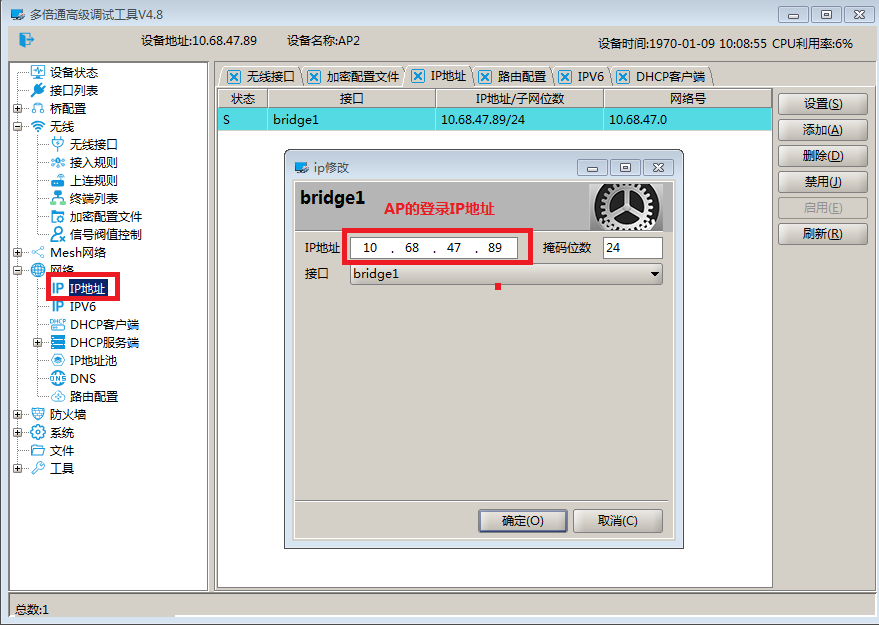 多倍通高级调试工具V4.8
设备地址:10.68.47.89 设备名称:AP2 设备时间:1970-01-09 10:08:55 CPU利用率:6%
设备状态
接口列表
桥配置
无线
无线接口
接入规则
上连规则
终端列表
加密配置文件
信号阀值控制
Mesh网络
网络
IP IP地址
IP IPV6
DHCP DHCP客户端
DHCP服务端
IP地址池
DNS DNS
路由配置
防火墙
系统
文件
工具
无线接口 加密配置文件 IP地址 路由配置 IPV6 DHCP客户端
状态 接口 IP地址/子网位数 网络号
S bridge1 10.68.47.89/24 10.68.47.0
设置(S)
添加(A)
删除(D)
禁用(J)
启用(E)
刷新(R)
ip修改
bridge1
AP的登录IP地址
IP地址 10 . 68 . 47 . 89 掩码位数 24
接口 bridge1
确定(O) 取消(C)
总数:1